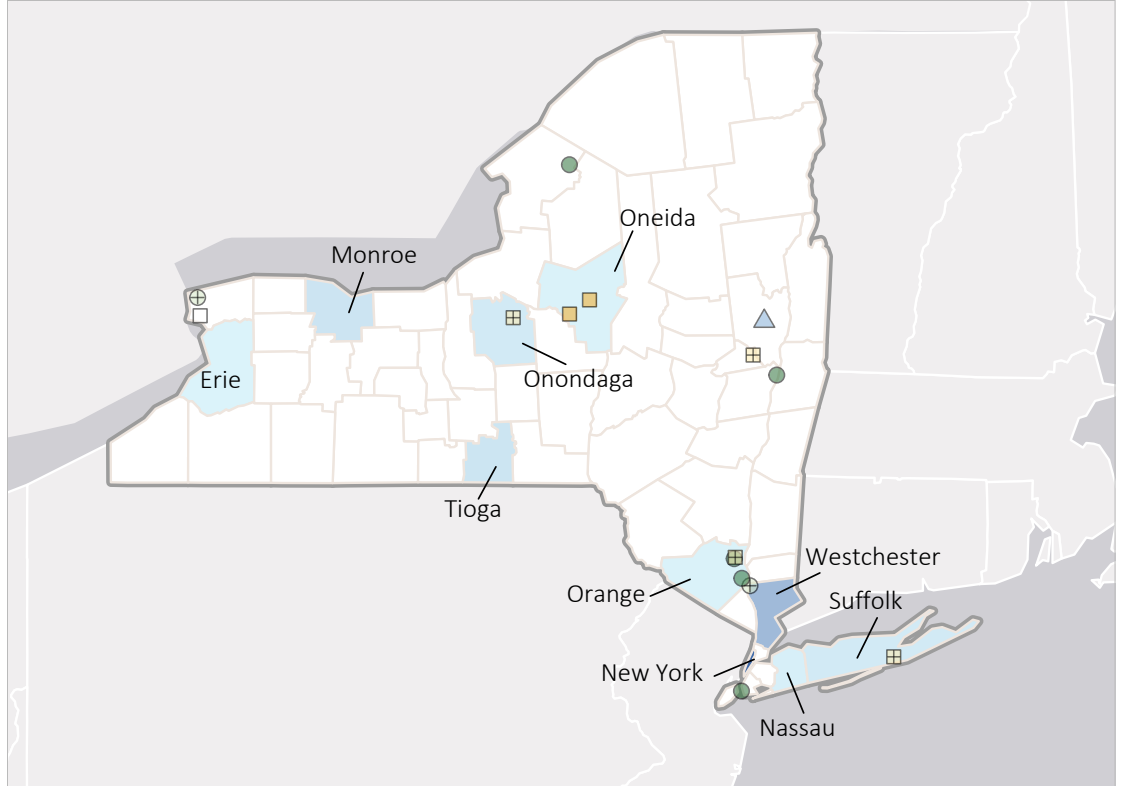 Oneida
Monroe
Erie
Onondaga
Tioga
Westchester
Orange
Suffolk
New York
Nassau